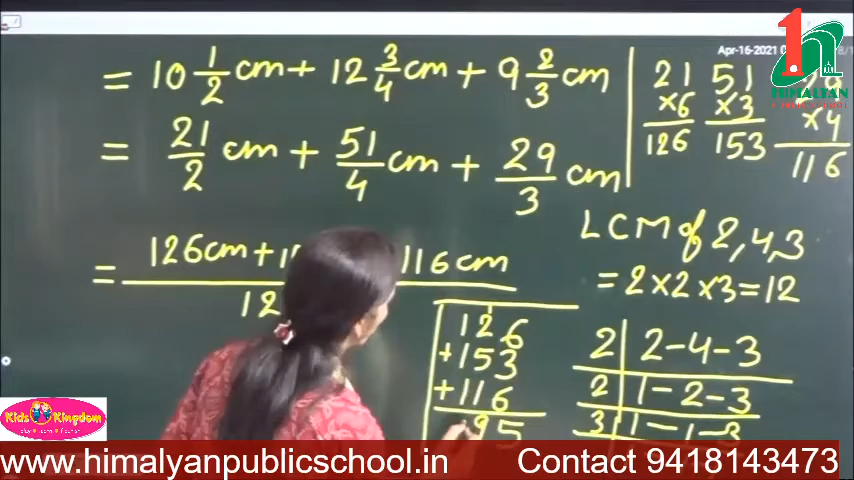 Apr-16-2021
HIMALYAN
= 10 1/2 cm + 12 3/4 cm + 9 2/3 cm
21 ×6 126
51 ×3 153
29 ×4 116
= 21/2 cm + 51/4 cm + 29/3 cm
LCM of 2,4,3
= 2×2×3=12
= 126cm+1
116cm
12
126
+153
+116
95
2 | 2-4-3
2 | 1-2-3
3 | 1-1-3
Kids Kingdom
www.himalyanpublicschool.in Contact 9418143473